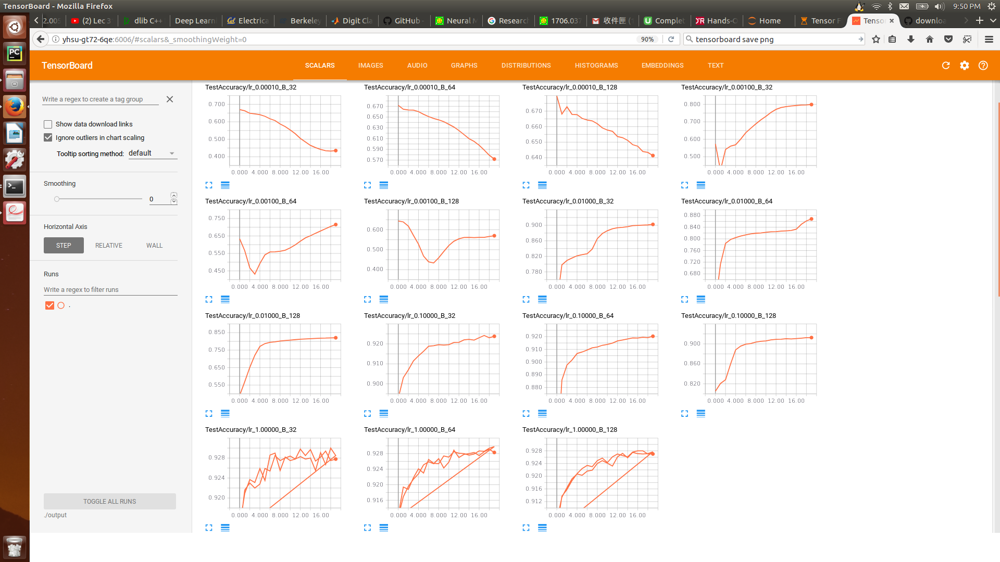 TensorBoard - Mozilla Firefox
9:50 PM
2.005
(2) Lec 3
dlib C++
Deep Learn
Electrica
Berkeley
Digit Cla
GitHub -
Neural
Researc
1706.037
收件匣 (1
Complet
Hands-O
Home
Tensor F
Tensor
downloa
yhsu-gt72-6qe:6006/#scalars&_smoothingWeight=0
90%
tensorboard save png
TensorBoard
SCALARS
IMAGES
AUDIO
GRAPHS
DISTRIBUTIONS
HISTOGRAMS
EMBEDDINGS
TEXT
Write a regex to create a tag group
Show data download links
Ignore outliers in chart scaling
Tooltip sorting method: default
Smoothing
0
Horizontal Axis
STEP RELATIVE WALL
Runs
Write a regex to filter runs
.
TOGGLE ALL RUNS
./output
TestAccuracy/lr_0.00010_B_32
0.700
0.600
0.500
0.400
0.000 4.000 8.000 12.00 16.00
TestAccuracy/lr_0.00010_B_64
0.670
0.650
0.630
0.610
0.590
0.570
0.000 4.000 8.000 12.00 16.00
TestAccuracy/lr_0.00010_B_128
0.670
0.660
0.650
0.640
0.000 4.000 8.000 12.00 16.00
TestAccuracy/lr_0.00100_B_32
0.800
0.700
0.600
0.500
0.000 4.000 8.000 12.00 16.00
TestAccuracy/lr_0.00100_B_64
0.750
0.650
0.550
0.450
0.000 4.000 8.000 12.00 16.00
TestAccuracy/lr_0.00100_B_128
0.600
0.500
0.400
0.000 4.000 8.000 12.00 16.00
TestAccuracy/lr_0.01000_B_32
0.900
0.860
0.820
0.780
0.000 4.000 8.000 12.00 16.00
TestAccuracy/lr_0.01000_B_64
0.880
0.840
0.800
0.760
0.720
0.680
0.000 4.000 8.000 12.00 16.00
TestAccuracy/lr_0.01000_B_128
0.850
0.750
0.650
0.550
0.000 4.000 8.000 12.00 16.00
TestAccuracy/lr_0.10000_B_32
0.920
0.910
0.900
0.000 4.000 8.000 12.00 16.00
TestAccuracy/lr_0.10000_B_64
0.920
0.910
0.900
0.890
0.880
0.000 4.000 8.000 12.00 16.00
TestAccuracy/lr_0.10000_B_128
0.900
0.860
0.820
0.000 4.000 8.000 12.00 16.00
TestAccuracy/lr_1.00000_B_32
0.928
0.924
0.920
0.000 4.000 8.000 12.00 16.00
TestAccuracy/lr_1.00000_B_64
0.928
0.924
0.920
0.916
0.000 4.000 8.000 12.00 16.00
TestAccuracy/lr_1.00000_B_128
0.928
0.924
0.920
0.916
0.912
0.000 4.000 8.000 12.00 16.00